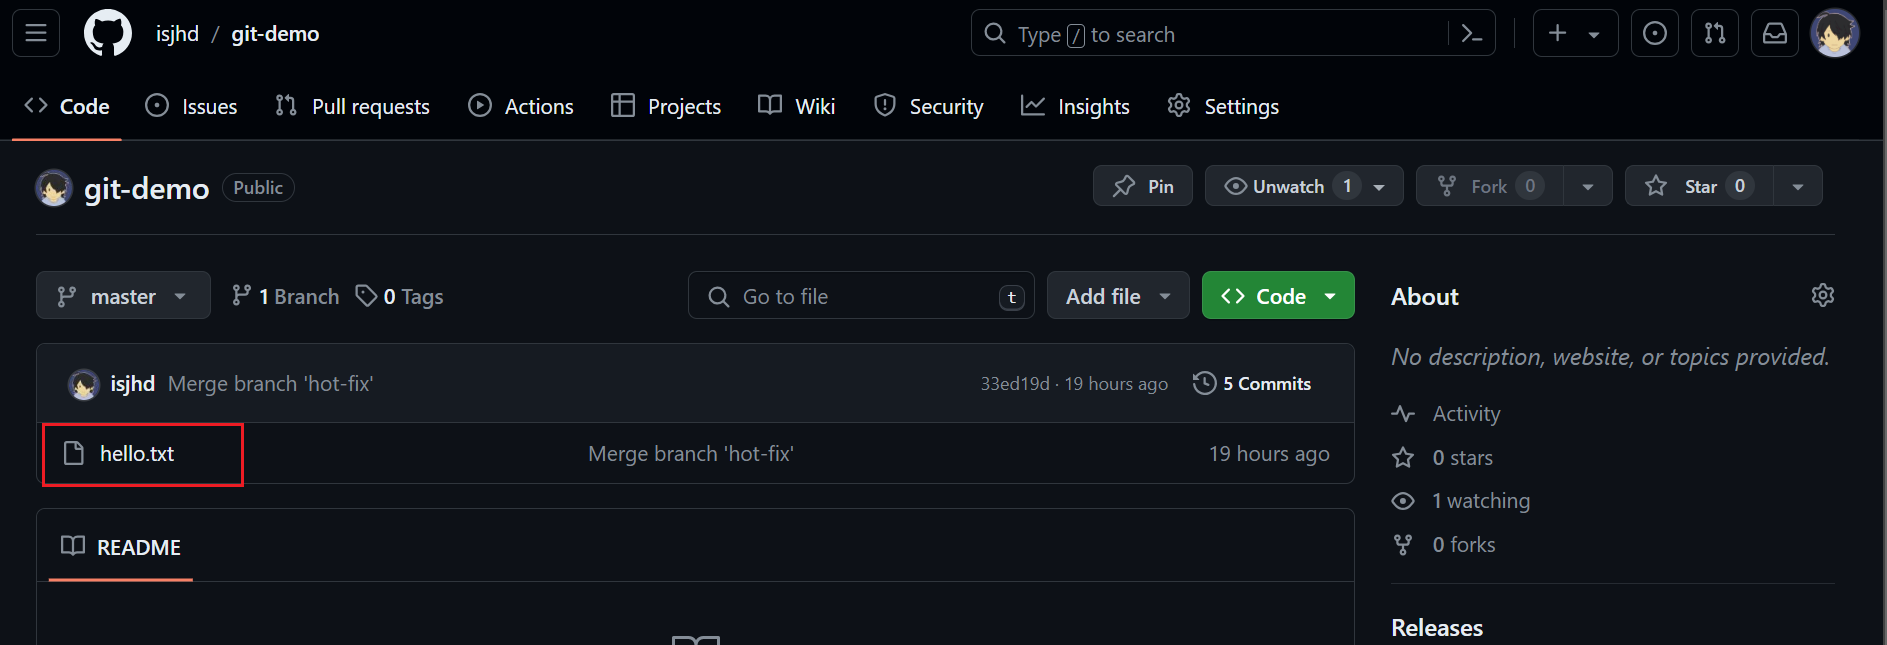 isjhd / git-demo
Type / to search
Code Issues Pull requests Actions Projects Wiki Security Insights Settings
git-demo Public
Pin Unwatch 1 Fork 0 Star 0
master 1 Branch 0 Tags Go to file t Add file Code
About
No description, website, or topics provided.
isjhd Merge branch 'hot-fix' 33ed19d · 19 hours ago 5 Commits
Activity
hello.txt Merge branch 'hot-fix' 19 hours ago
0 stars
1 watching
README
0 forks
Releases